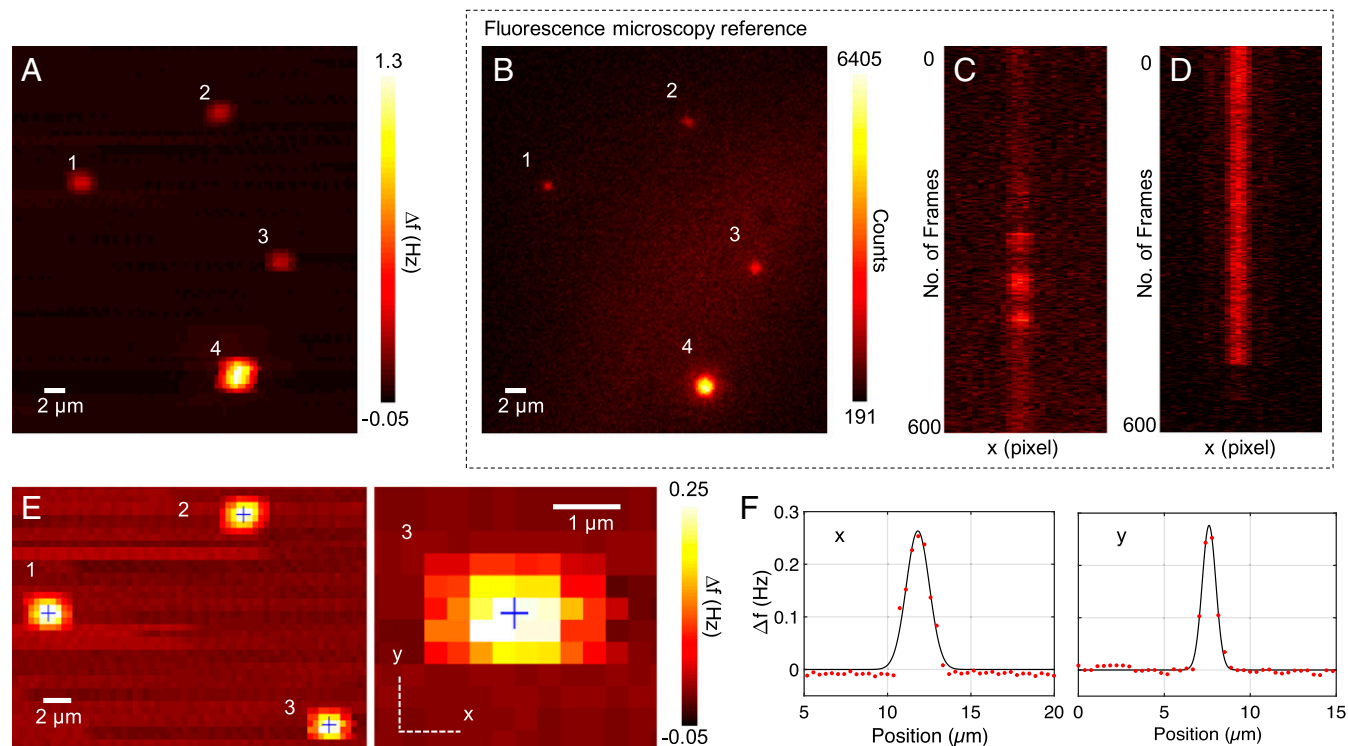 Fluorescence microscopy reference
A
1
2
3
4
2 μm
1.3
Δf (Hz)
-0.05
B
1
2
3
4
2 μm
6405
Counts
191
C
0
No. of Frames
600
x (pixel)
D
0
No. of Frames
600
x (pixel)
E
1
2
3
2 μm
3
1 μm
y
x
0.25
Δf (Hz)
-0.05
F
x
Δf (Hz)
0.3
0.2
0.1
0
5 10 15 20
Position (μm)
y
0 5 10 15
Position (μm)